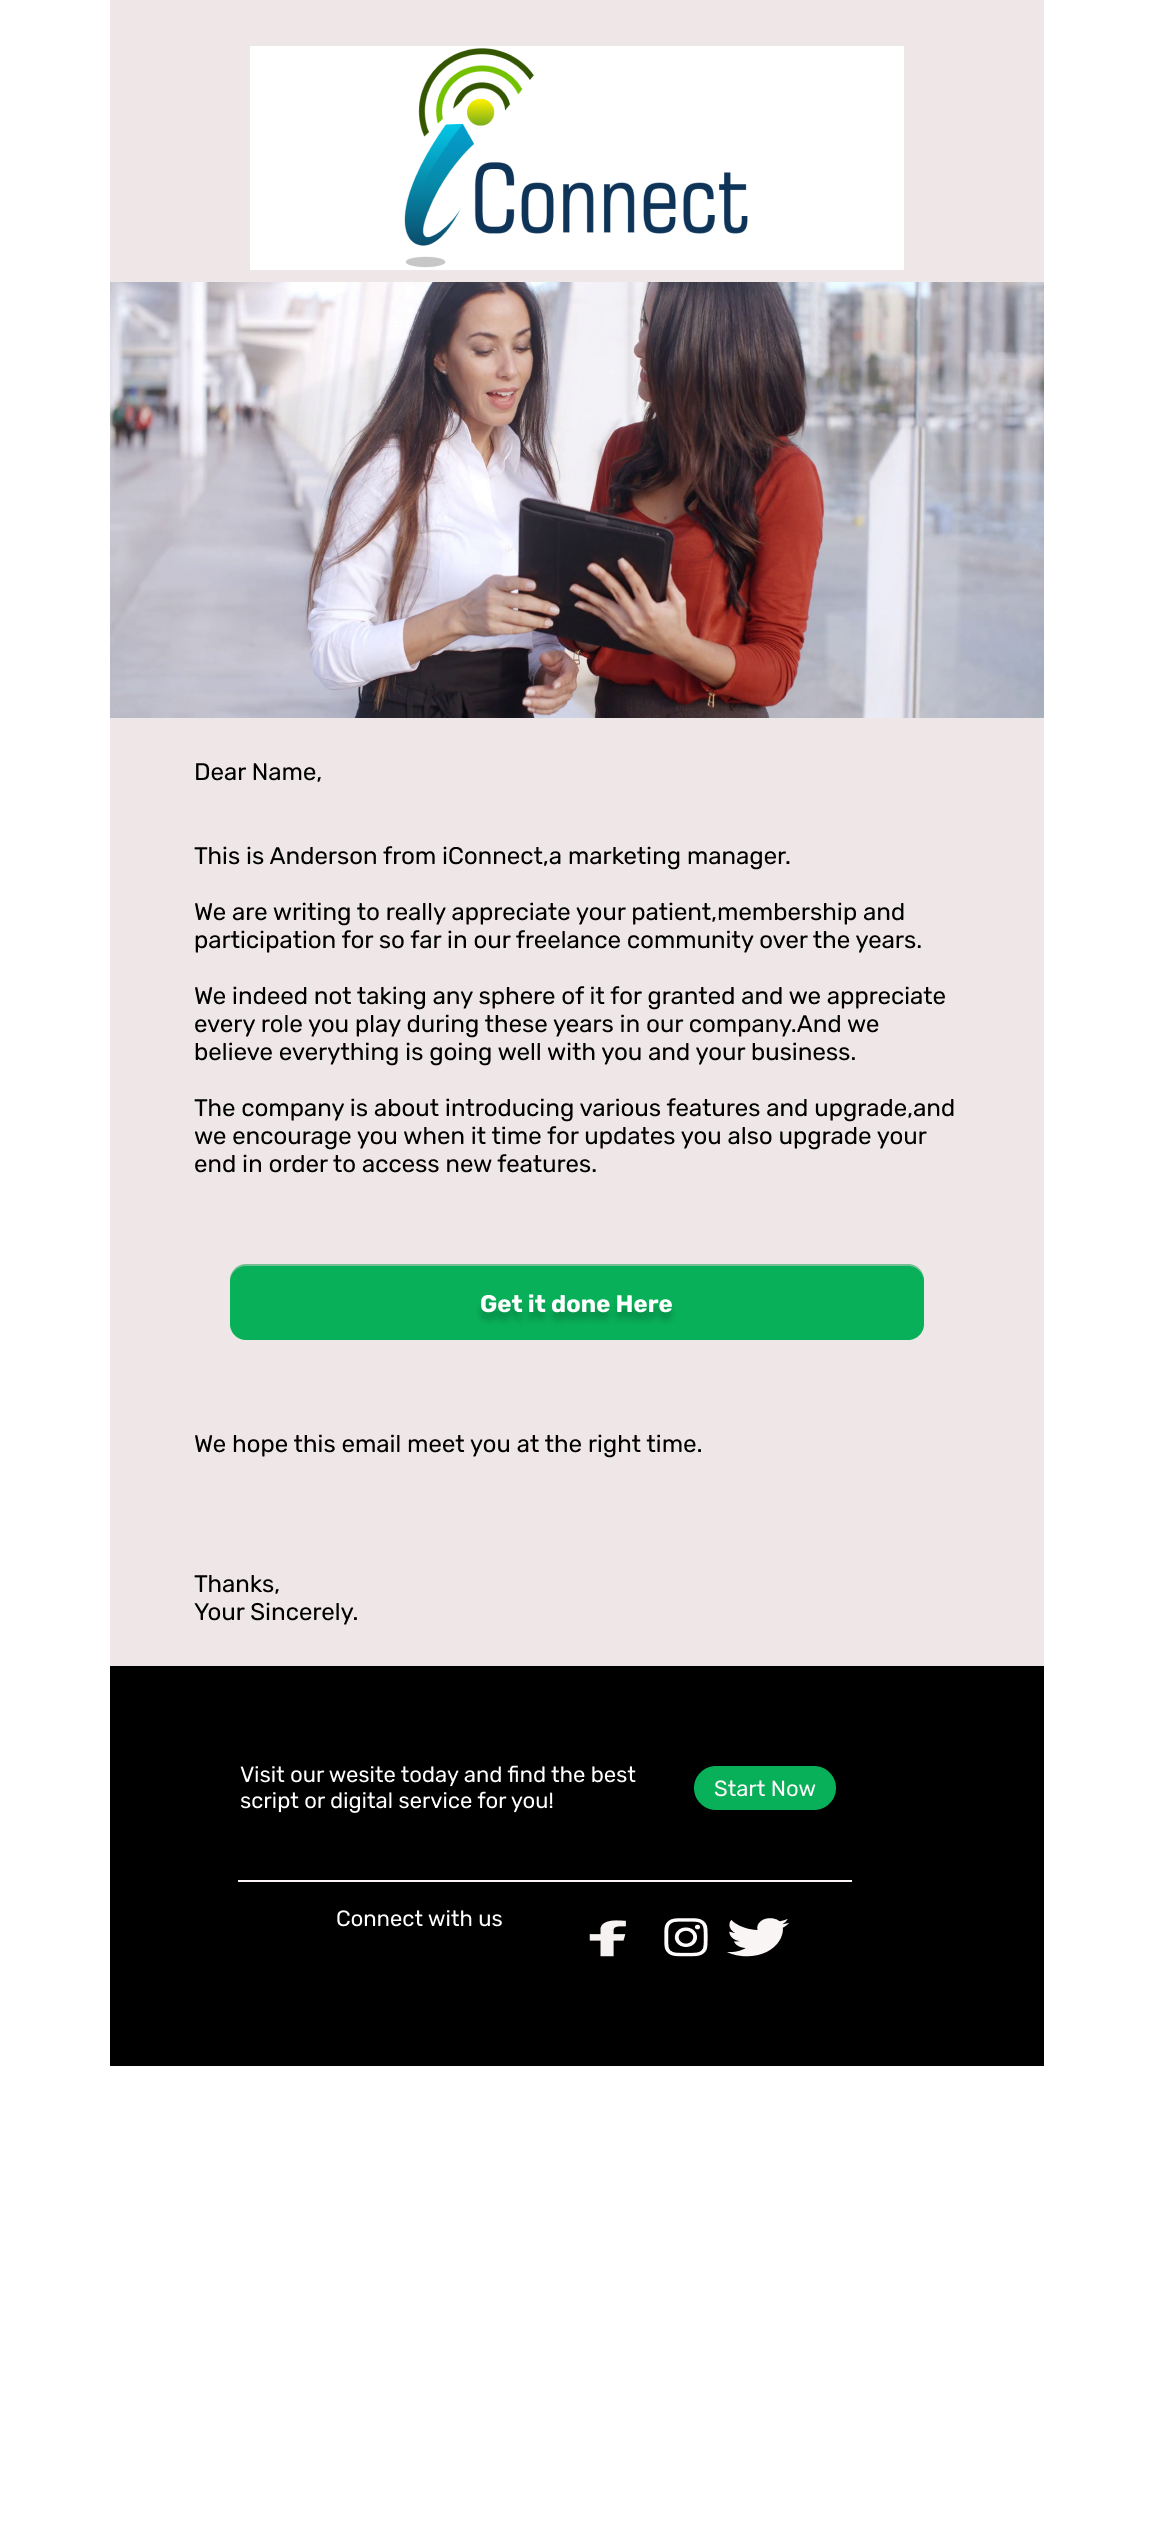 iConnect
Dear Name,
This is Anderson from iConnect,a marketing manager.
We are writing to really appreciate your patient,membership and
participation for so far in our freelance community over the years.
We indeed not taking any sphere of it for granted and we appreciate
every role you play during these years in our company.And we
believe everything is going well with you and your business.
The company is about introducing various features and upgrade,and
we encourage you when it time for updates you also upgrade your
end in order to access new features.
Get it done Here
We hope this email meet you at the right time.
Thanks,
Your Sincerely.
Visit our wesite today and find the best
script or digital service for you!
Start Now
Connect with us